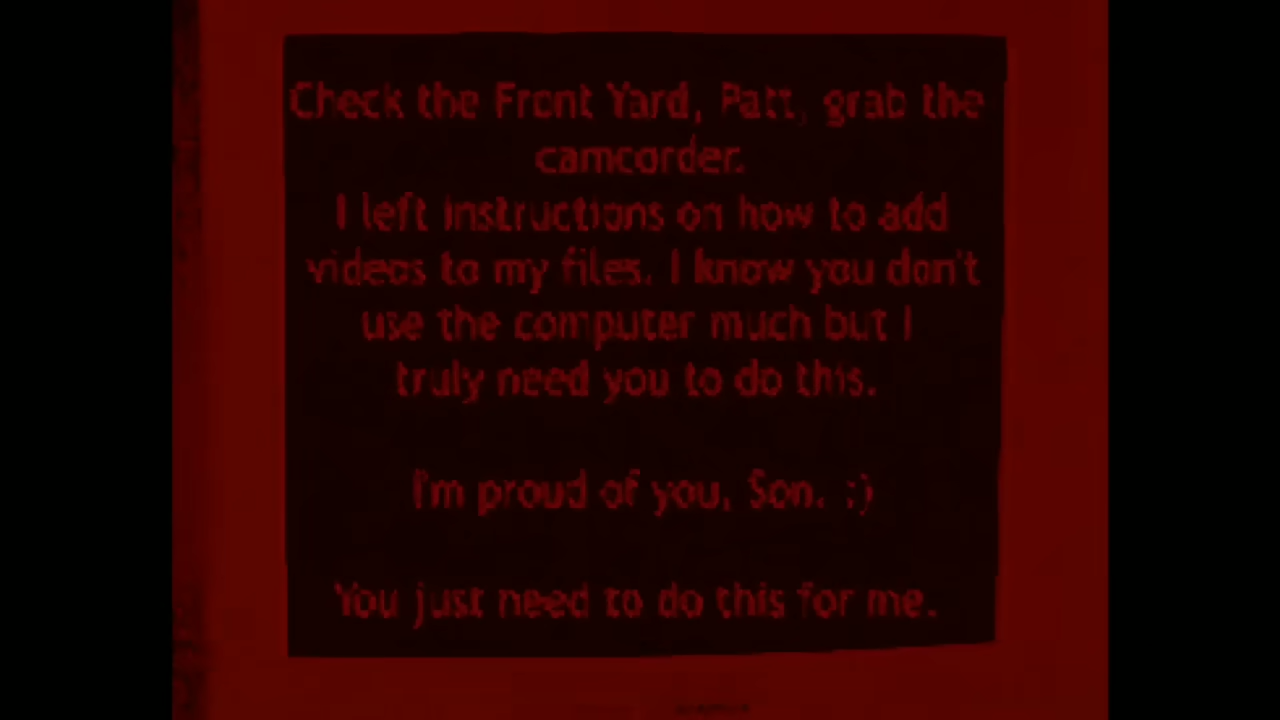 Check the Front Yard, Patt, grab the
camcorder.
I left instructions on how to add
videos to my files. I know you don't
use the computer much but I
truly need you to do this.
I'm proud of you, Son. :)
You just need to do this for me.